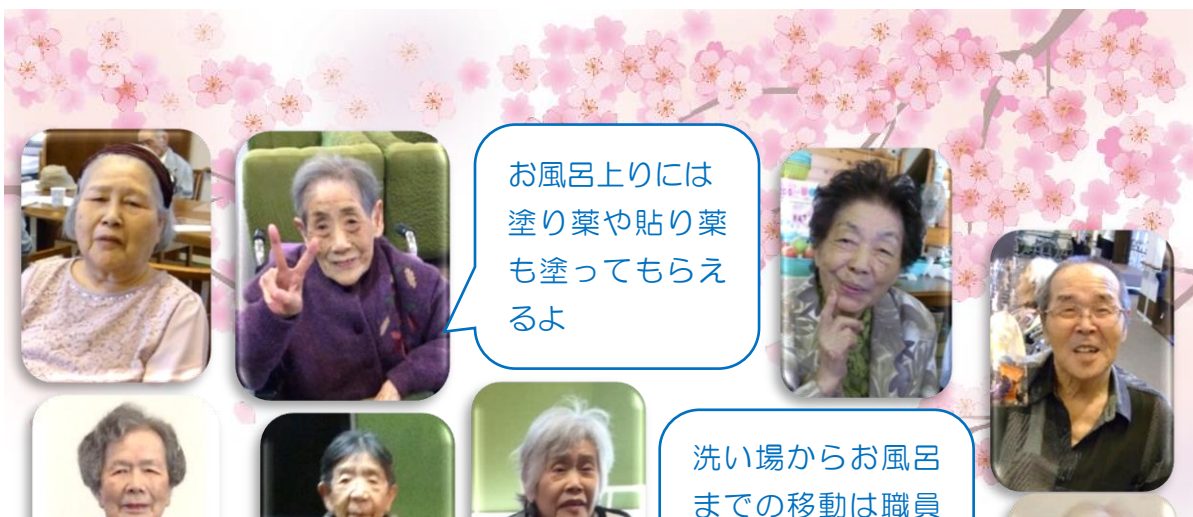 お風呂上りには
塗り薬や貼り薬
も塗ってもらえ
るよ
洗い場からお風呂
までの移動は職員